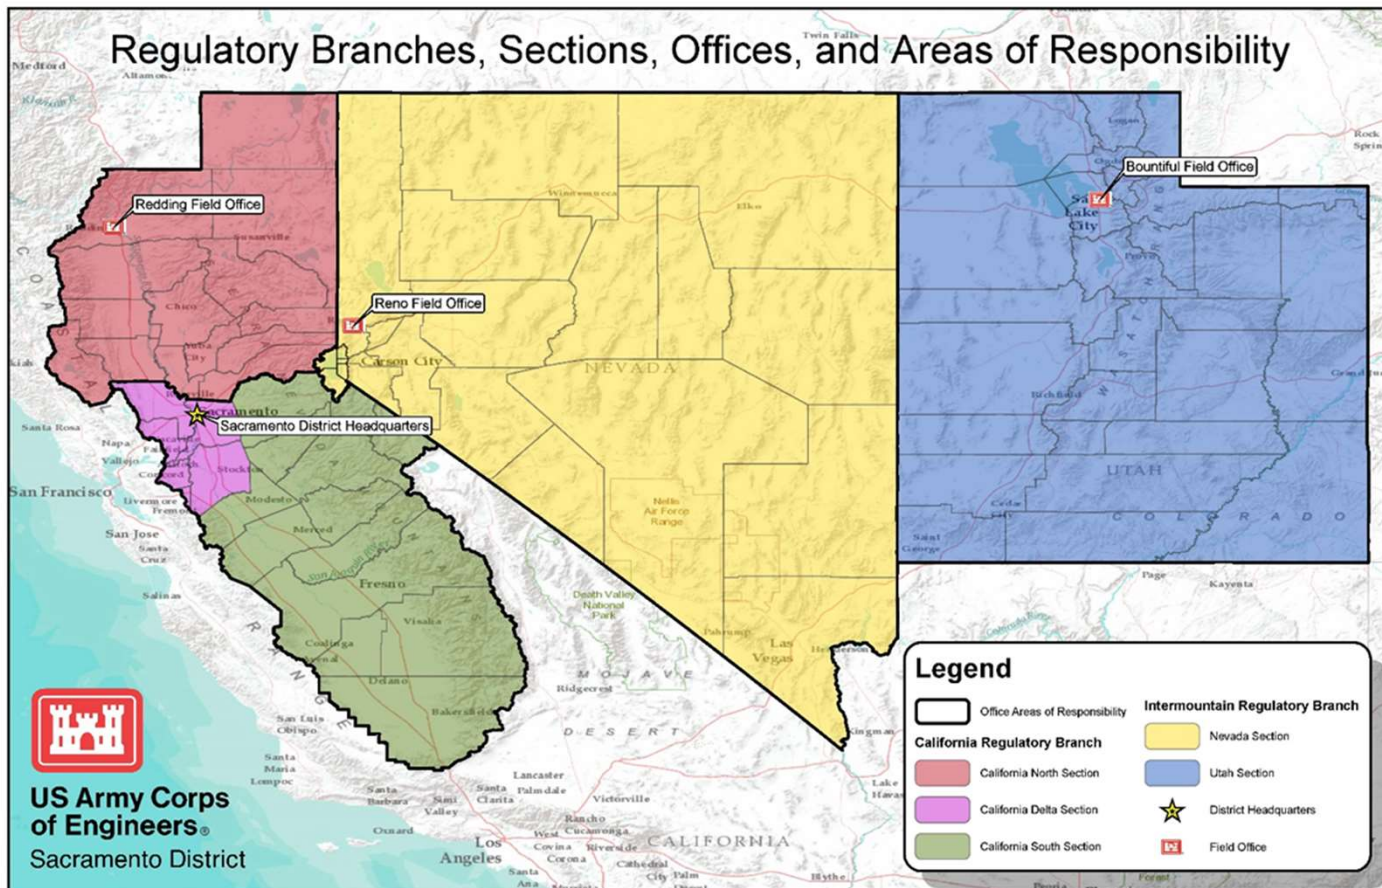 Regulatory Branches, Sections, Offices, and Areas of Responsibility
Twin Falls
Medford
Rock
Logan
Bountiful Field Office
Redding Field Office
Winnemucca
Elko
Salt
Lake
City
Susanville
Provo
Reno Field Office
Chico
Yuba
City
Carson City
NEVADA
Richfield
Sacramento
Sacramento District Headquarters
Santa Rosa
Napa
Vallejo
Concord
Stockton
UTAH
San Francisco
Livermore
Modesto
Nellis
Air Force
Range
Cedar
COLORADO
San Jose
Merced
Saint
George
Santa
Cruz
San Joaquin River
Page
Kayenta
Salinas
Fresno
Death Valley
National
Park
Visalia
Pahrump
Las
Vegas
Henderson
Coalinga
Avenal
Delano
MOJAVE
Ridgecrest
San Luis
Obispo
Bakersfield
DESERT
Kingman
Santa
Maria
Lompoc
Lancaster
Palmdale
Santa
Barbara
Simi
Valley
Santa
Clarita
Victorville
Lake
Oxnard
Los
Angeles
West
Covina
Corona
Rancho
Cucamonga
Riverside
CALIFORNIA
Cathedral
City
Palm
Santa
Ana
Blythe
US Army Corps
of Engineers®
Sacramento District
Legend
Office Areas of Responsibility
California Regulatory Branch
California North Section
California Delta Section
California South Section
Intermountain Regulatory Branch
Nevada Section
Utah Section
District Headquarters
Field Office